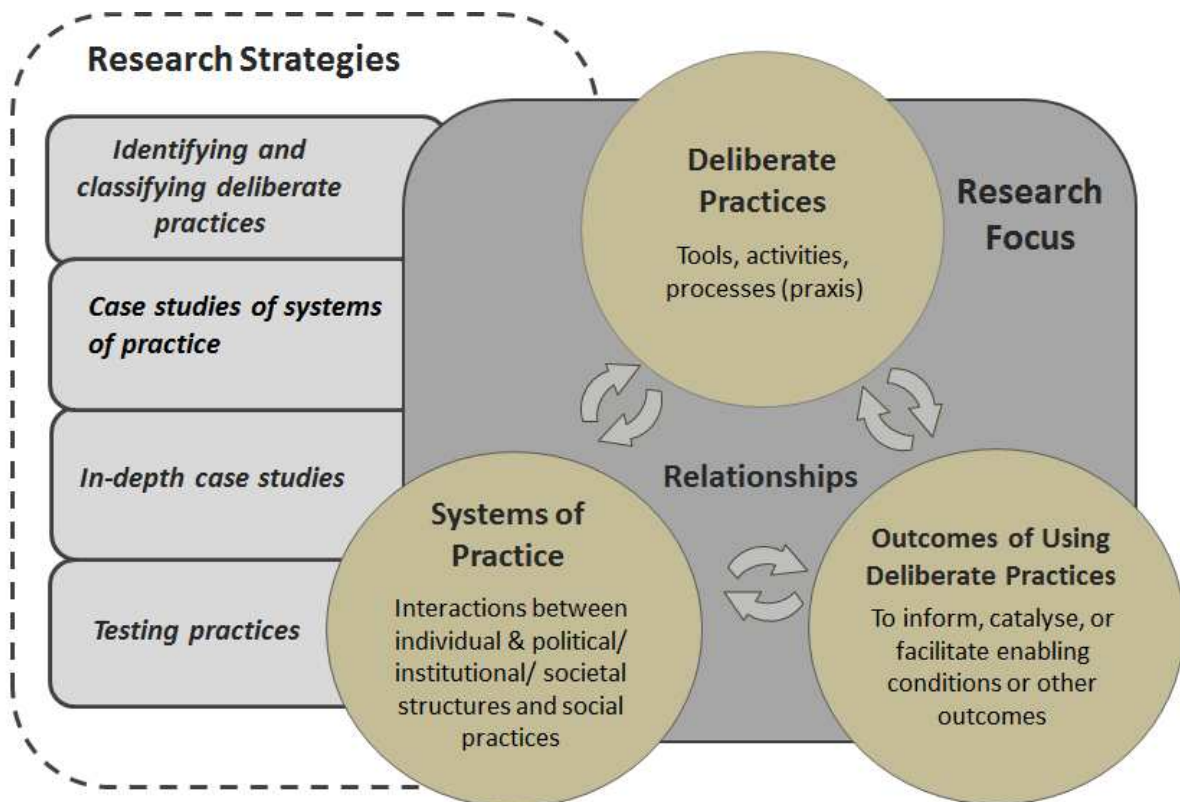 Research Strategies
Identifying and
classifying deliberate
practices
Case studies of systems
of practice
In-depth case studies
Testing practices
Research
Focus
Deliberate
Practices
Tools, activities,
processes (praxis)
Relationships
Systems of
Practice
Interactions between
individual & political/
institutional/ societal
structures and social
practices
Outcomes of Using
Deliberate Practices
To inform, catalyse, or
facilitate enabling
conditions or other
outcomes